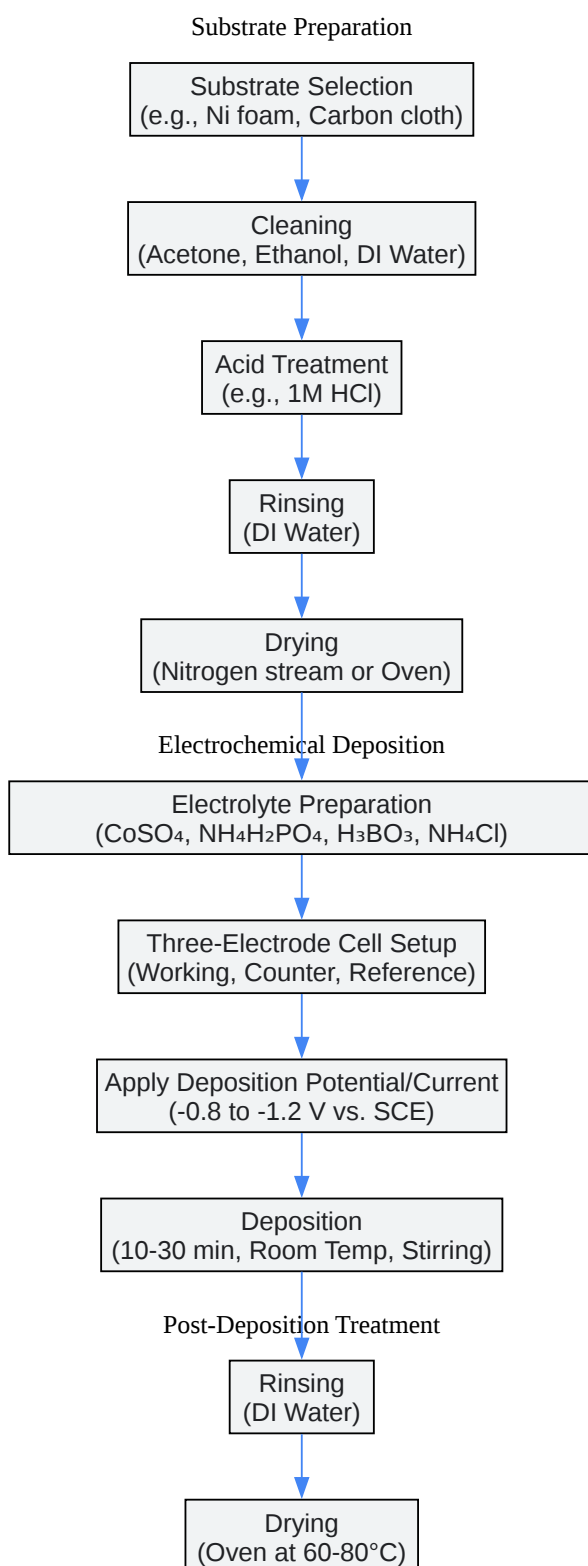 Substrate Preparation
Substrate Selection
(e.g., Ni foam, Carbon cloth)
Cleaning
(Acetone, Ethanol, DI Water)
Acid Treatment
(e.g., 1M HCl)
Rinsing
(DI Water)
Drying
(Nitrogen stream or Oven)
Electrochemical Deposition
Electrolyte Preparation
(CoSO₄, NH₄H₂PO₄, H₃BO₃, NH₄Cl)
Three-Electrode Cell Setup
(Working, Counter, Reference)
Apply Deposition Potential/Current
(-0.8 to -1.2 V vs. SCE)
Deposition
(10-30 min, Room Temp, Stirring)
Post-Deposition Treatment
Rinsing
(DI Water)
Drying
(Oven at 60-80°C)